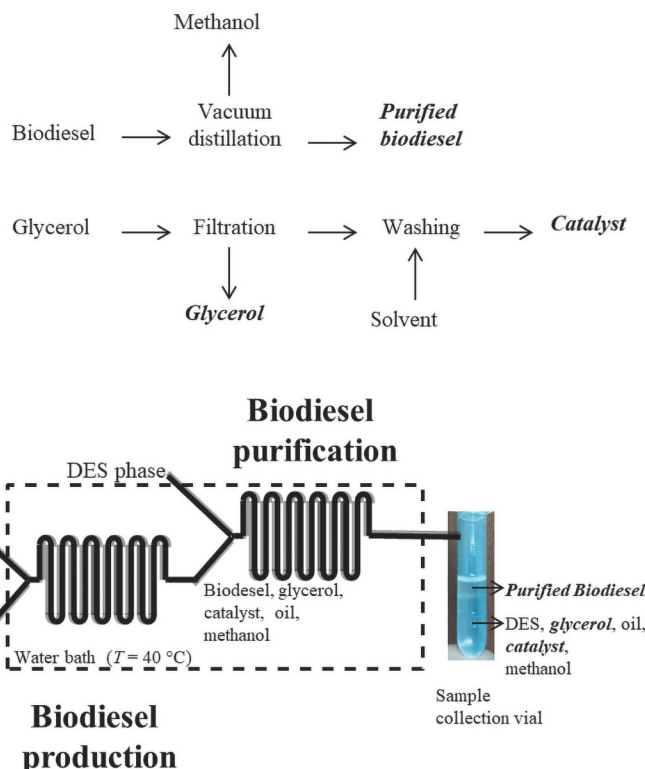 Methanol
Vacuum
distillation
Biodiesel
Purified
biodiesel
Glycerol
Filtration
Washing
Catalyst
Glycerol
Solvent
Biodiesel
purification
DES phase
Biodesel, glycerol,
catalyst, oil,
methanol
Water bath (T = 40 °C)
Purified Biodiesel
DES, glycerol, oil,
catalyst,
methanol
Sample
collection vial
Biodiesel
production